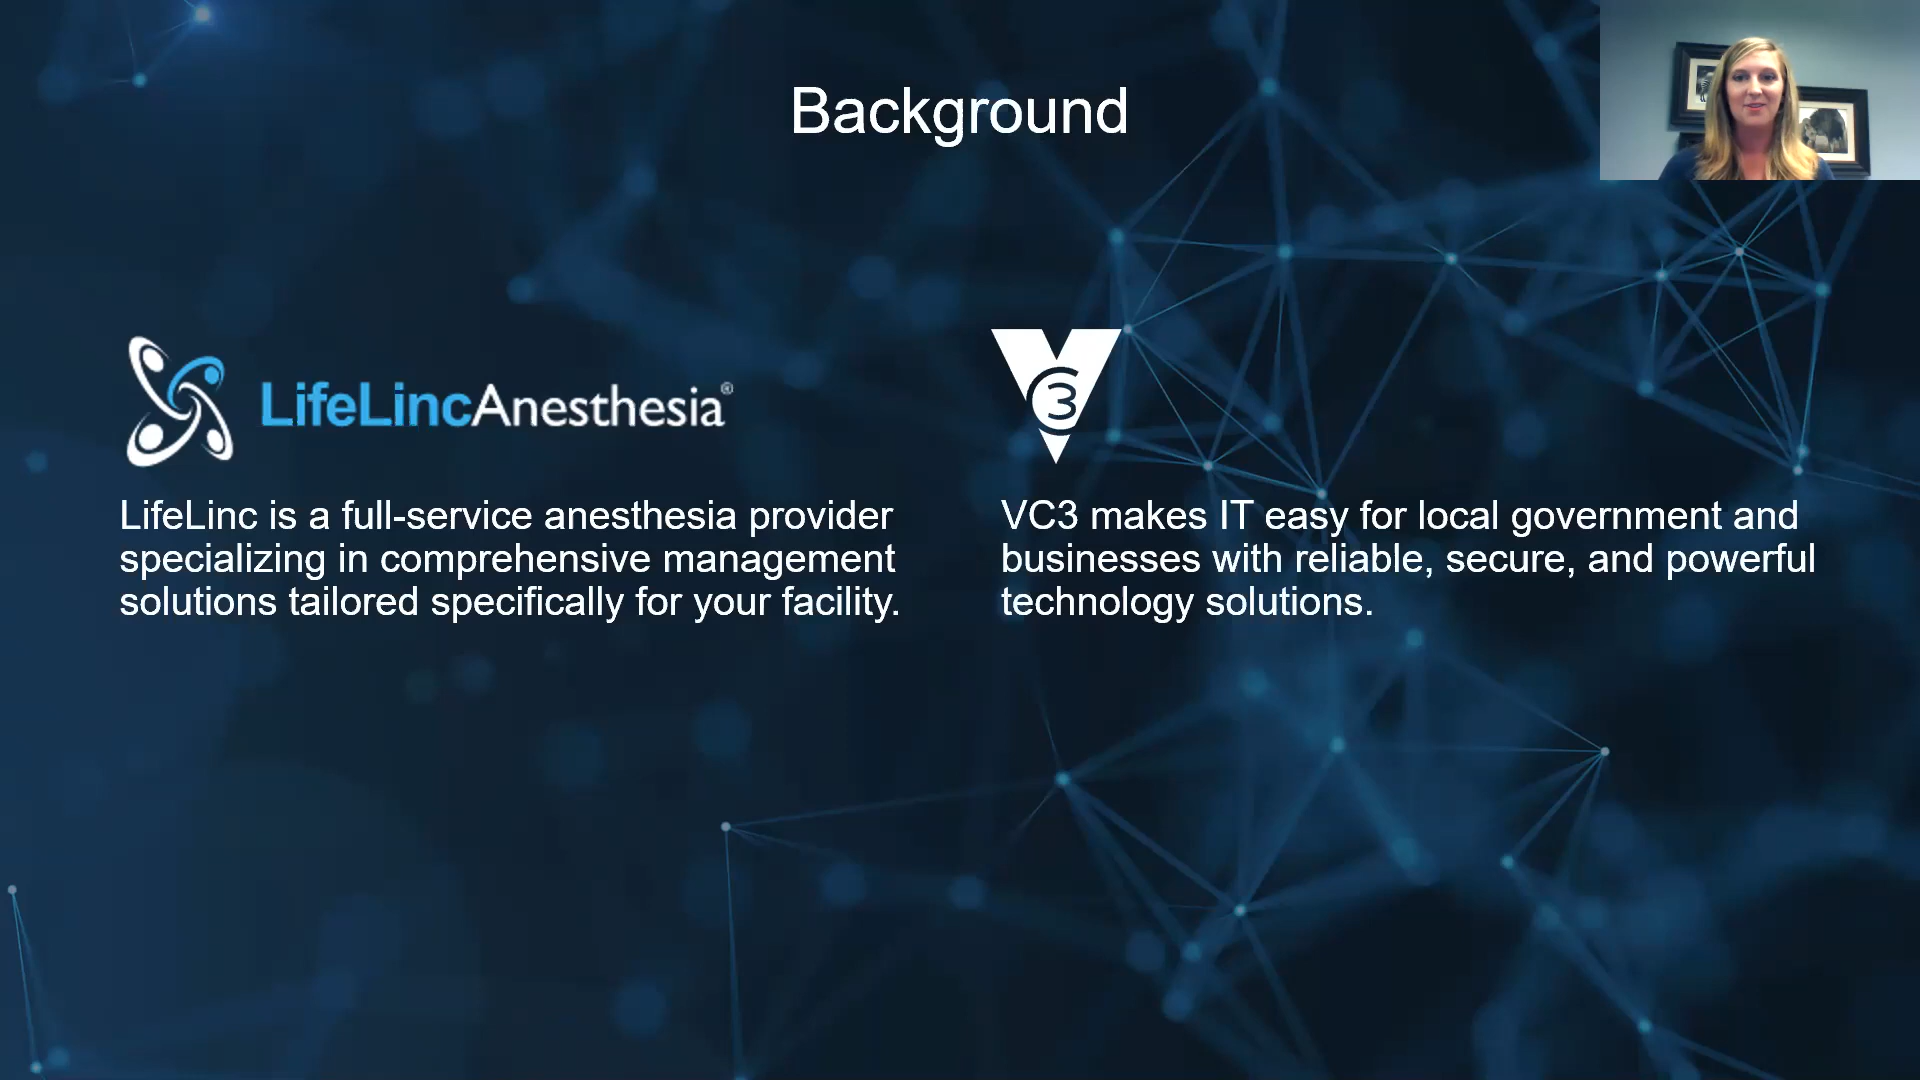 Background
LifeLincAnesthesia®
LifeLinc is a full-service anesthesia provider
specializing in comprehensive management
solutions tailored specifically for your facility.
VC3
VC3 makes IT easy for local government and
businesses with reliable, secure, and powerful
technology solutions.